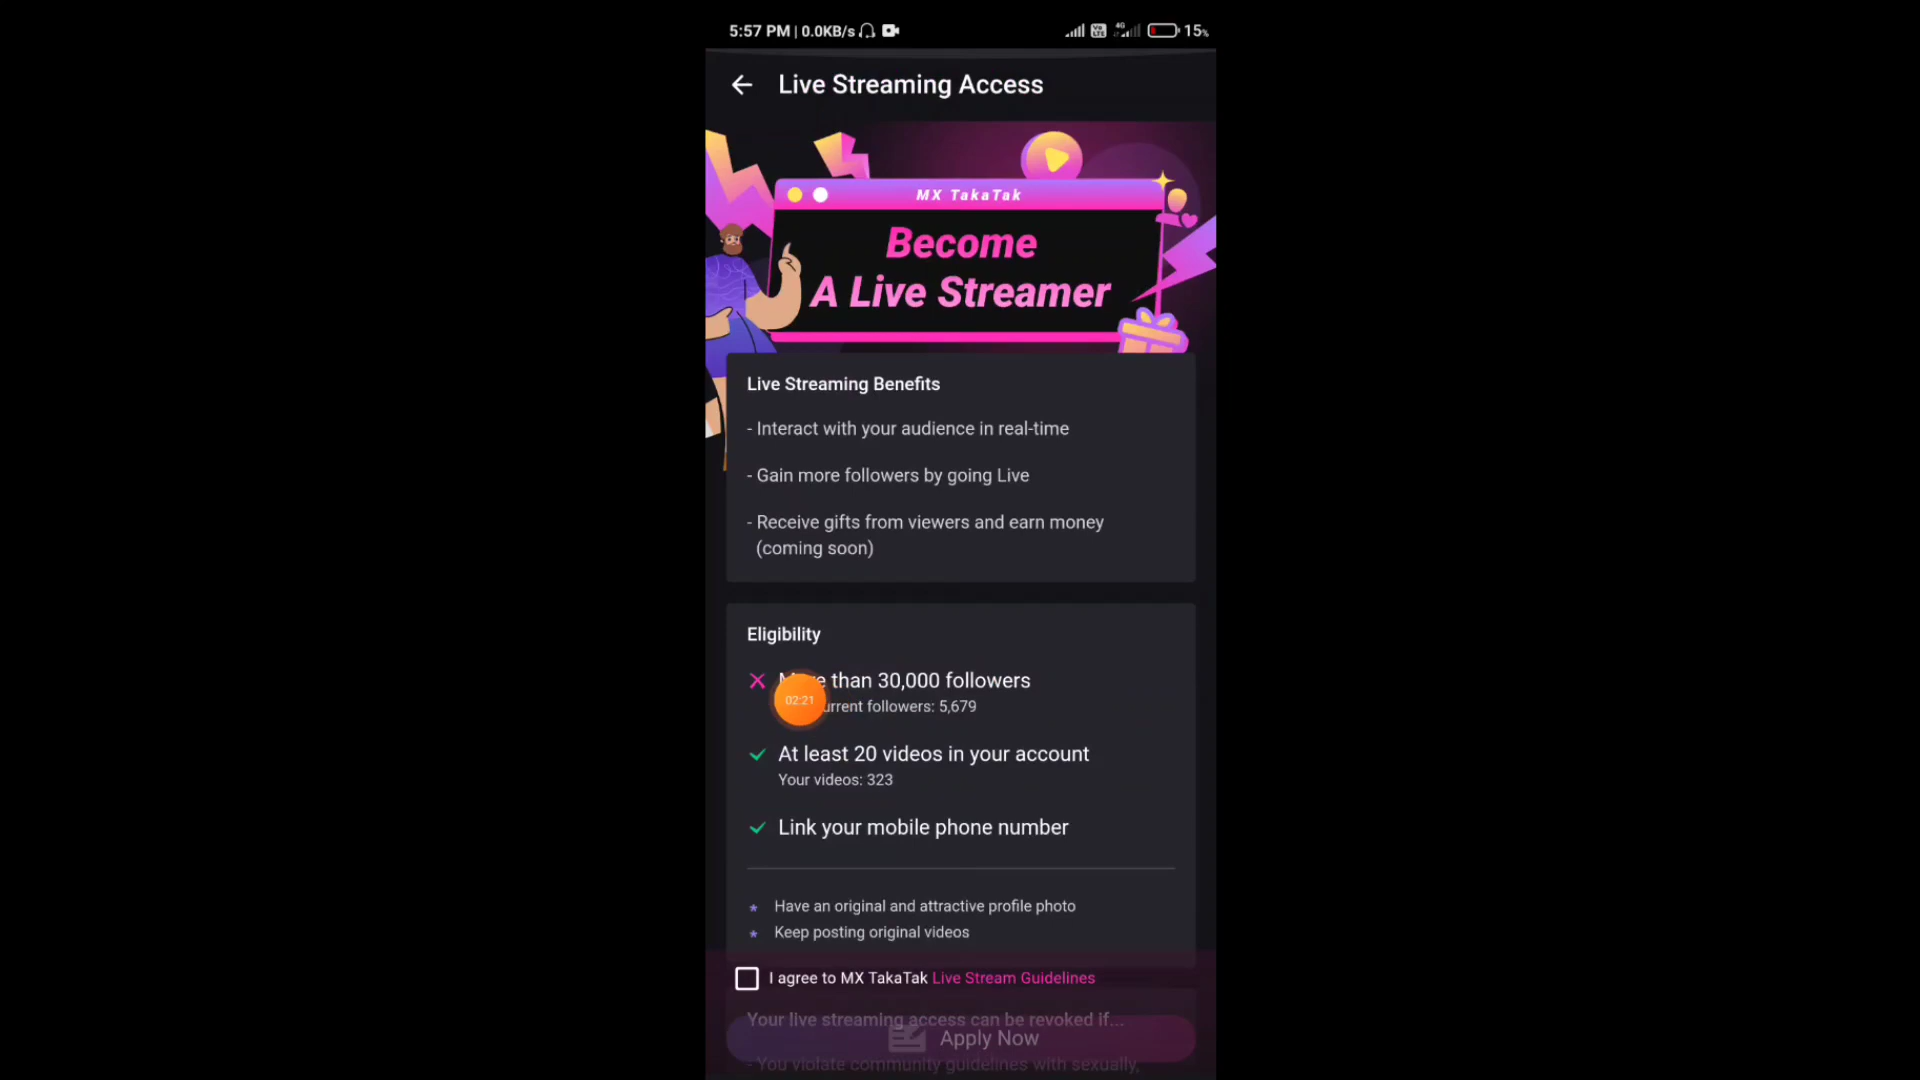 5:57 PM | 0.0KB/s 4G 15%
Live Streaming Access
MX TakaTak
Become
A Live Streamer
Live Streaming Benefits
- Interact with your audience in real-time
- Gain more followers by going Live
- Receive gifts from viewers and earn money
(coming soon)
Eligibility
than 30,000 followers
02:21
followers: 5,679
At least 20 videos in your account
Your videos: 323
Link your mobile phone number
* Have an original and attractive profile photo
* Keep posting original videos
I agree to MX TakaTak Live Stream Guidelines
Your live streaming access can be revoked if...
Apply Now
- You violate community guidelines with sexually,